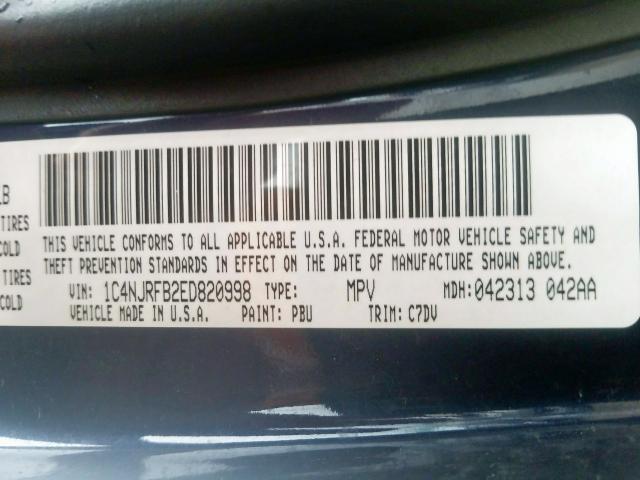 LB
TIRES
COLD
TIRES
COLD
THIS VEHICLE CONFORMS TO ALL APPLICABLE U.S.A. FEDERAL MOTOR VEHICLE SAFETY AND
THEFT PREVENTION STANDARDS IN EFFECT ON THE DATE OF MANUFACTURE SHOWN ABOVE.
VIN: 1C4NJRFB2ED820998 TYPE: MPV MDH: 042313 042AA
VEHICLE MADE IN U.S.A. PAINT: PBU TRIM: C7DV